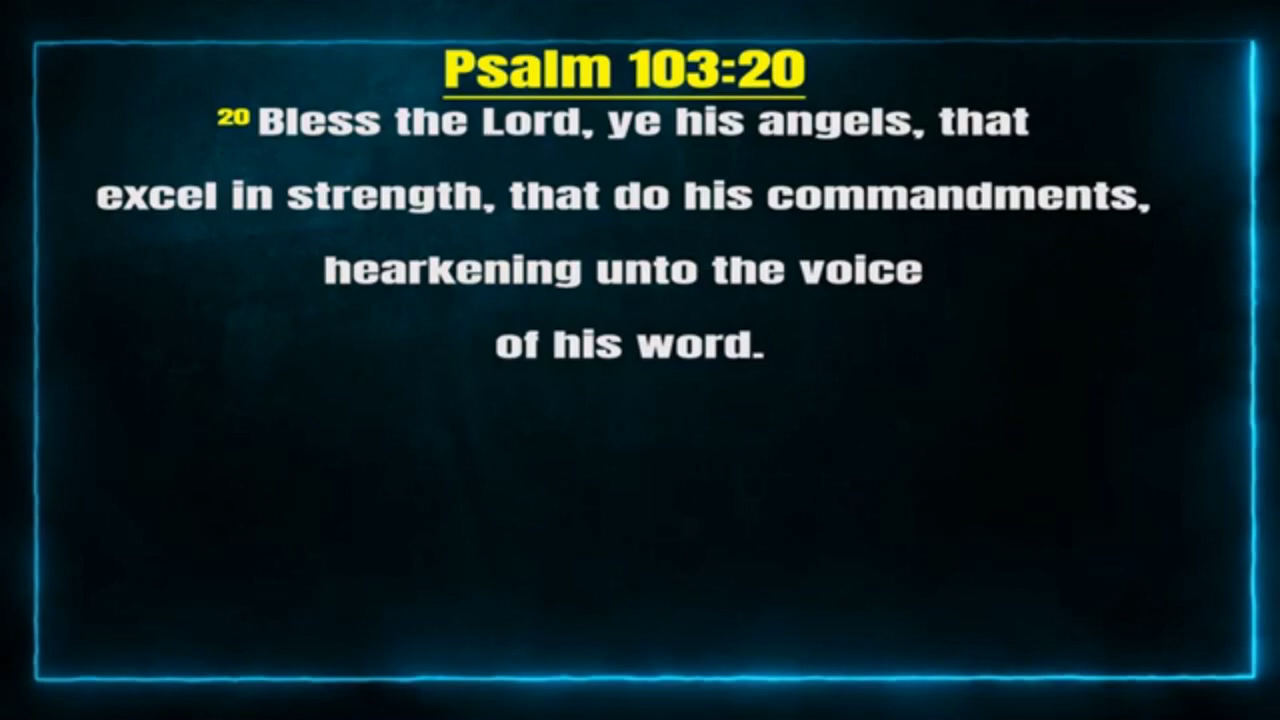 Psalm 103:20
20 Bless the Lord, ye his angels, that
excel in strength, that do his commandments,
hearkening unto the voice
of his word.